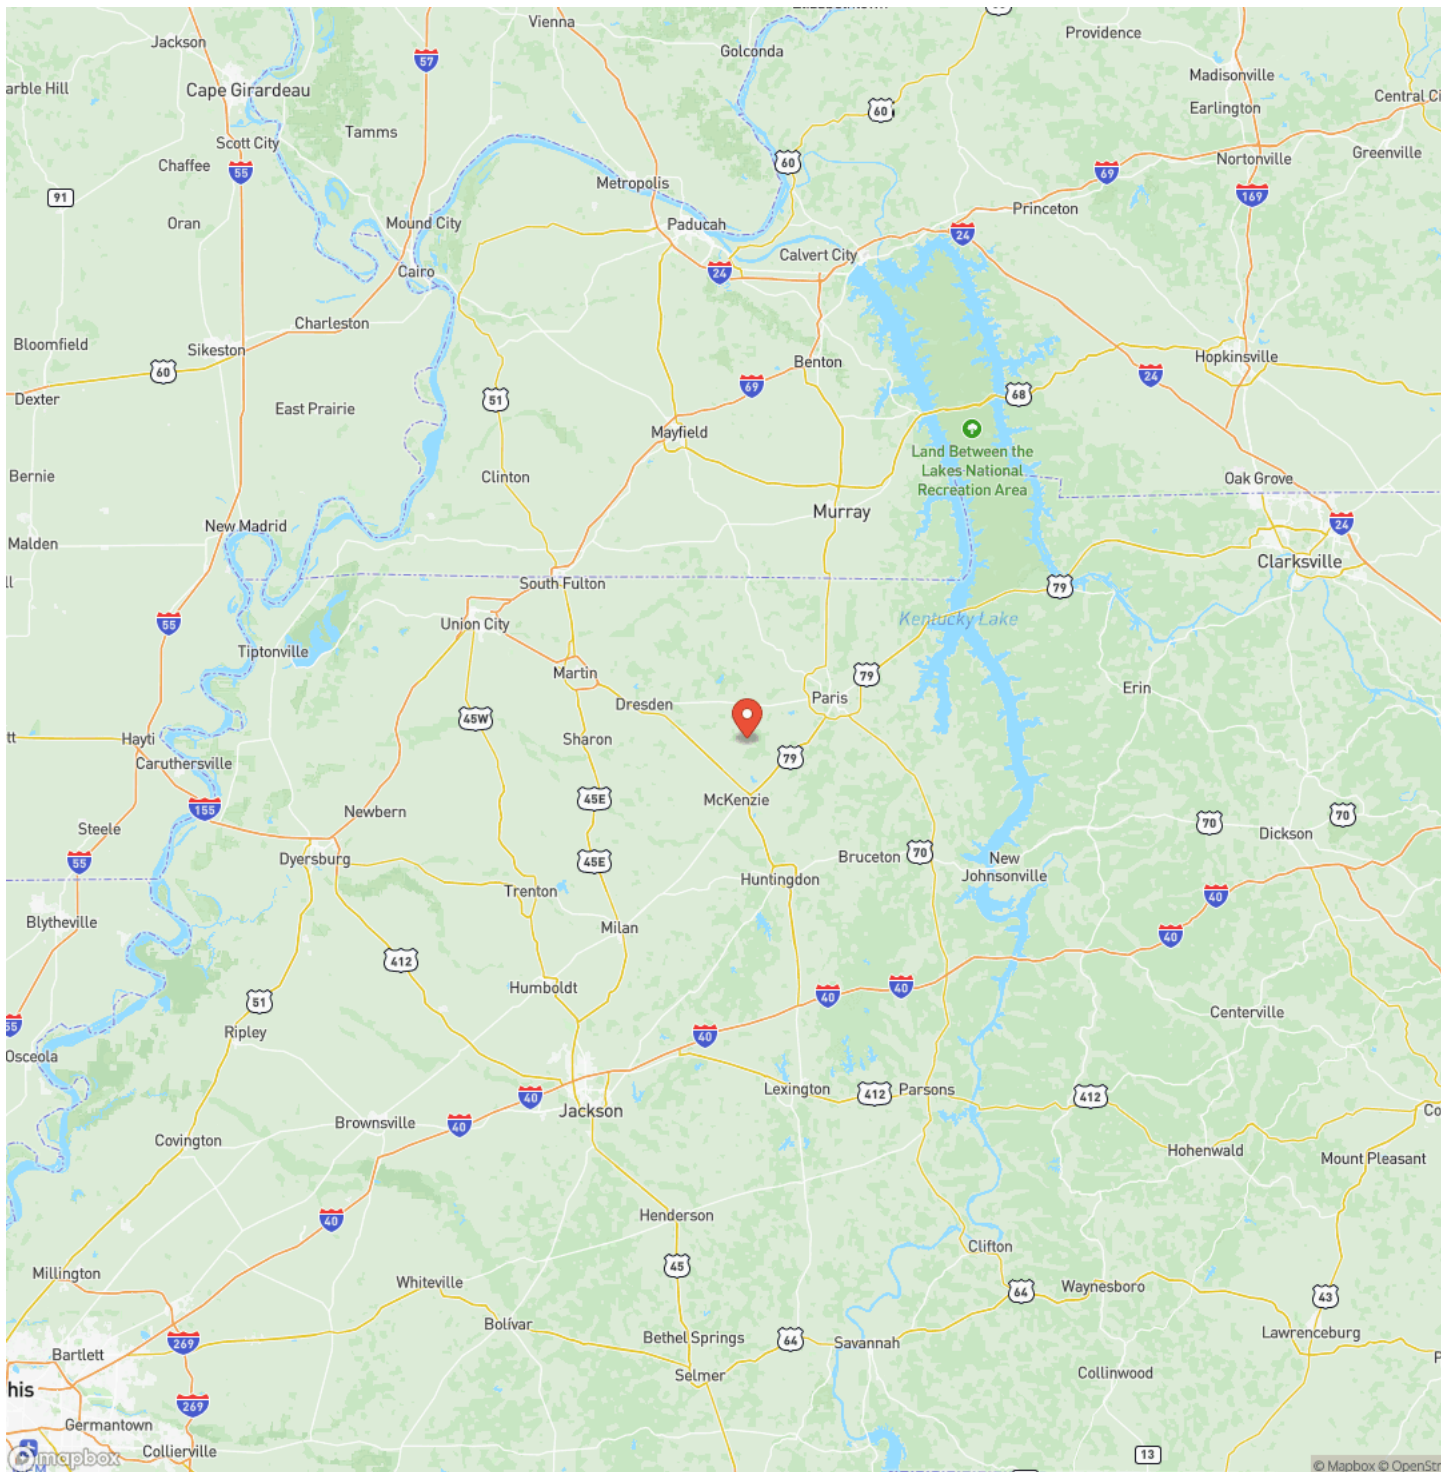 Vienna
Jackson
57
Golconda
Providence
Madisonville
arble Hill
Cape Girardeau
60
Earlington
Central Ci
Tamms
Scott City
Chaffee
55
60
69
Nortonville
Greenville
Metropolis
91
169
Oran
Mound City
Paducah
Princeton
24
Calvert City
Cairo
24
Charleston
Bloomfield
Sikeston
Hopkinsville
60
Benton
24
69
Dexter
51
68
East Prairie
Mayfield
Land Between the
Lakes National
Recreation Area
Bernie
Clinton
Oak Grove
Murray
New Madrid
24
Malden
Clarksville
South Fulton
79
55
Union City
Kentucky Lake
Tiptonville
Martin
79
Erin
Dresden
Paris
45W
tt
Hayti
Sharon
79
Caruthersville
45E
McKenzie
155
Newbern
70
70
Steele
Dickson
55
Dyersburg
45E
Bruceton
70
New
Johnsonville
Huntingdon
Trenton
40
Blytheville
Milan
40
412
Humboldt
40
40
51
Centerville
55
Ripley
40
Osceola
Lexington
412
Parsons
412
40
Jackson
Co
Brownsville
40
Covington
Hohenwald
Mount Pleasant
40
Henderson
Clifton
45
Millington
Whiteville
64
Waynesboro
43
Bolívar
269
Bethel Springs
64
Savannah
Lawrenceburg
Bartlett
P
Selmer
Collinwood
his
269
Germantown
Collierville
mapbox
13
© Mapbox © OpenStr